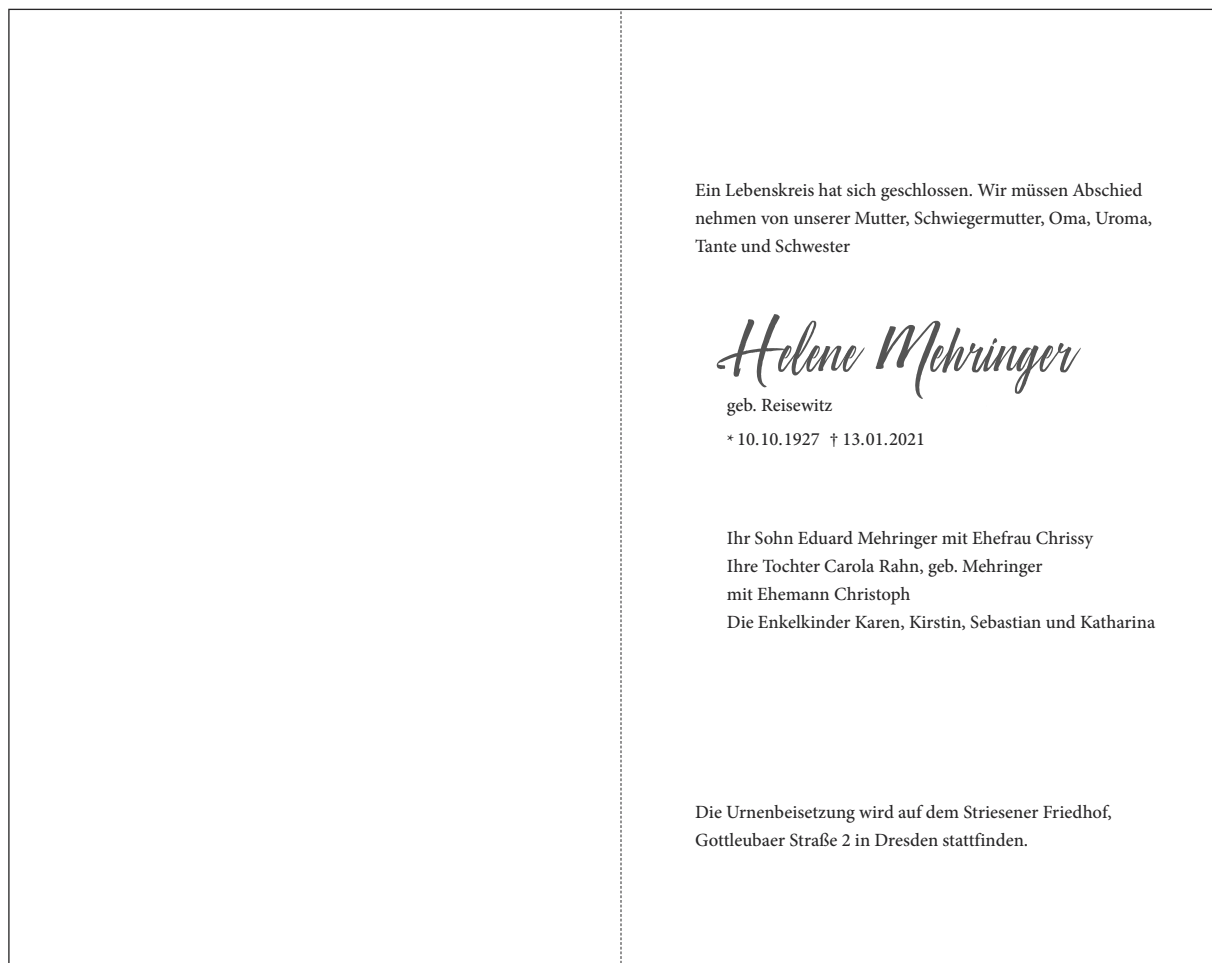 Ein Lebenskreis hat sich geschlossen. Wir müssen Abschied
nehmen von unserer Mutter, Schwiegermutter, Oma, Uroma,
Tante und Schwester
Helene Mehringer
geb. Reisewitz
* 10.10.1927 † 13.01.2021
Ihr Sohn Eduard Mehringer mit Ehefrau Chrissy
Ihre Tochter Carola Rahn, geb. Mehringer
mit Ehemann Christoph
Die Enkelkinder Karen, Kirstin, Sebastian und Katharina
Die Urnenbeisetzung wird auf dem Striesener Friedhof,
Gottleubaer Straße 2 in Dresden stattfinden.